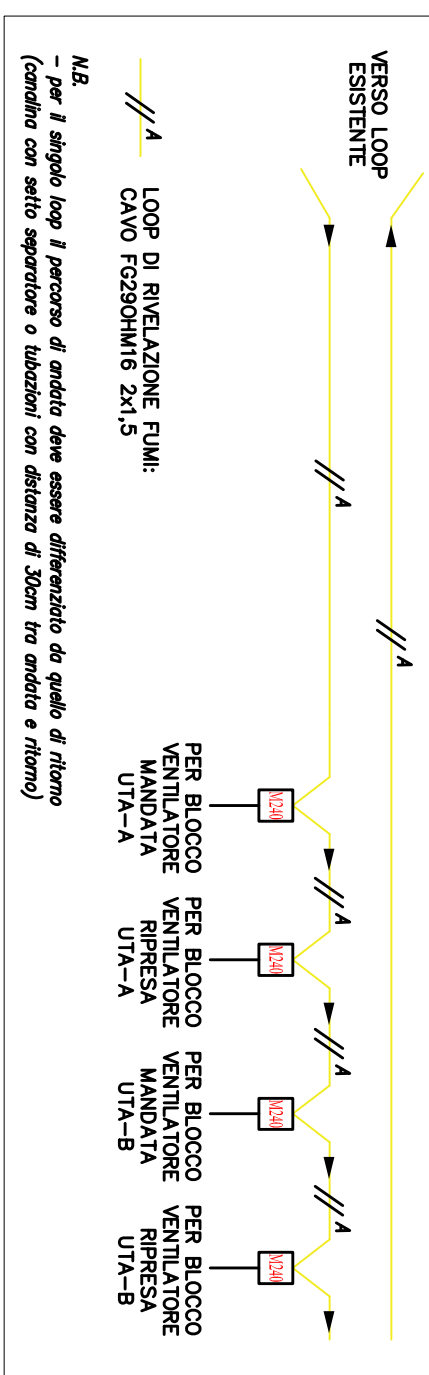 VERSO LOOP
ESISTENTE
A
A
A
A
A
M240
M240
M240
M240
PER BLOCCO
VENTILATORE
MANDATA
UTA-A
PER BLOCCO
VENTILATORE
RIPRESA
UTA-A
PER BLOCCO
VENTILATORE
MANDATA
UTA-B
PER BLOCCO
VENTILATORE
RIPRESA
UTA-B
A
LOOP DI RIVELAZIONE FUMI:
CAVO FG29OHM16 2x1,5
N.B.
- per il singolo loop il percorso di andata deve essere differenziato da quello di ritorno
(canalina con setto separatore o tubazioni con distanza di 30cm tra andata e ritorno)